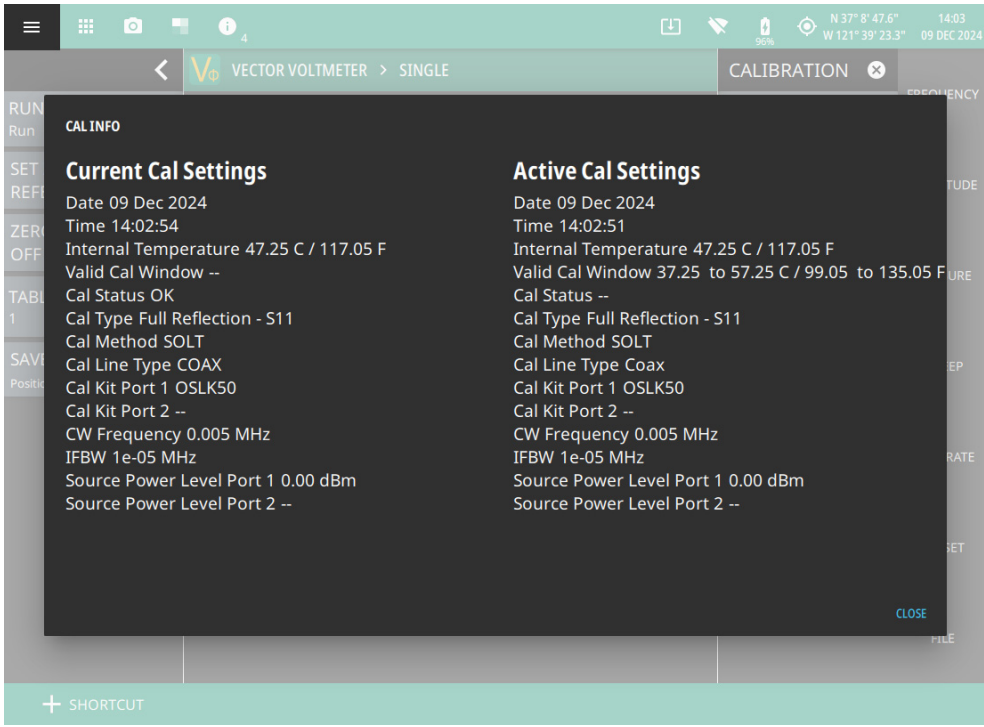 4
96%
N 37° 8' 47.6"
W 121° 39' 23.3"
14:03
09 DEC 2024
VΦ
VECTOR VOLTMETER > SINGLE
CALIBRATION
FREQUENCY
RUN
Run
SET
ZERO
OFF
1
CAL INFO
Current Cal Settings
Date 09 Dec 2024
Time 14:02:54
Internal Temperature 47.25 C / 117.05 F
Valid Cal Window --
Cal Status OK
Cal Type Full Reflection - S11
Cal Method SOLT
Cal Line Type COAX
Cal Kit Port 1 OSLK50
Cal Kit Port 2 --
CW Frequency 0.005 MHz
IFBW 1e-05 MHz
Source Power Level Port 1 0.00 dBm
Source Power Level Port 2 --
Active Cal Settings
Date 09 Dec 2024
Time 14:02:51
Internal Temperature 47.25 C / 117.05 F
Valid Cal Window 37.25 to 57.25 C / 99.05 to 135.05 F
Cal Status --
Cal Type Full Reflection - S11
Cal Method SOLT
Cal Line Type Coax
Cal Kit Port 1 OSLK50
Cal Kit Port 2 --
CW Frequency 0.005 MHz
IFBW 1e-05 MHz
Source Power Level Port 1 0.00 dBm
Source Power Level Port 2 --
CLOSE
FILE
SHORTCUT